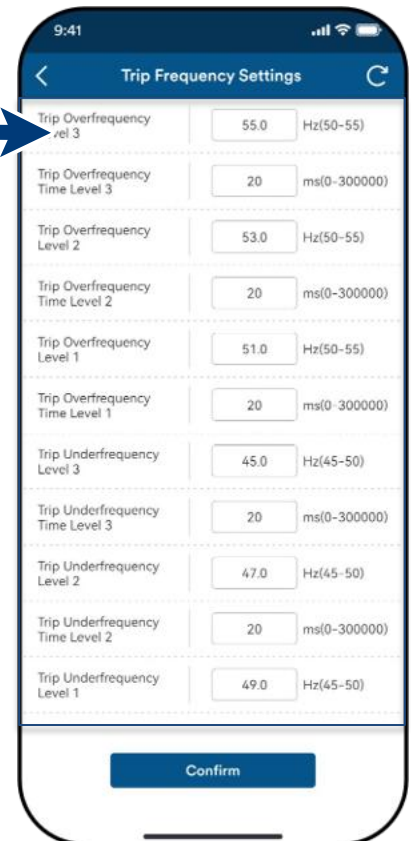 9:41
Trip Frequency Settings
Trip Overfrequency
vel 3
55.0 Hz(50-55)
Trip Overfrequency
Time Level 3
20 ms(0-300000)
Trip Overfrequency
Level 2
53.0 Hz(50-55)
Trip Overfrequency
Time Level 2
20 ms(0-300000)
Trip Overfrequency
Level 1
51.0 Hz(50-55)
Trip Overfrequency
Time Level 1
20 ms(0-300000)
Trip Underfrequency
Level 3
45.0 Hz(45-50)
Trip Underfrequency
Time Level 3
20 ms(0-300000)
Trip Underfrequency
Level 2
47.0 Hz(45-50)
Trip Underfrequency
Time Level 2
20 ms(0-300000)
Trip Underfrequency
Level 1
49.0 Hz(45-50)
Confirm